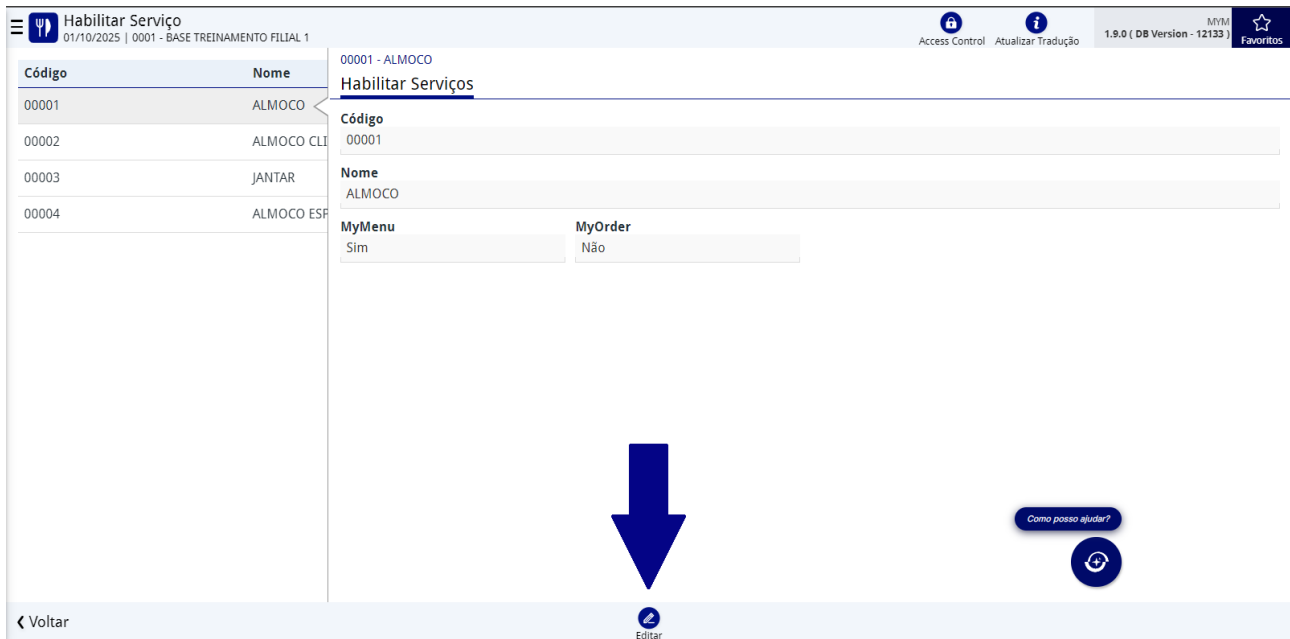 Habilitar Serviço
01/10/2025 | 0001 - BASE TREINAMENTO FILIAL 1
Access Control
Atualizar Tradução
MYM
1.9.0 ( DB Version - 12133 )
Favoritos
Código Nome
00001 ALMOCO
00002 ALMOCO CLI
00003 JANTAR
00004 ALMOCO ESP
00001 - ALMOCO
Habilitar Serviços
Código
00001
Nome
ALMOCO
MyMenu MyOrder
Sim Não
Como posso ajudar?
Voltar
Editar